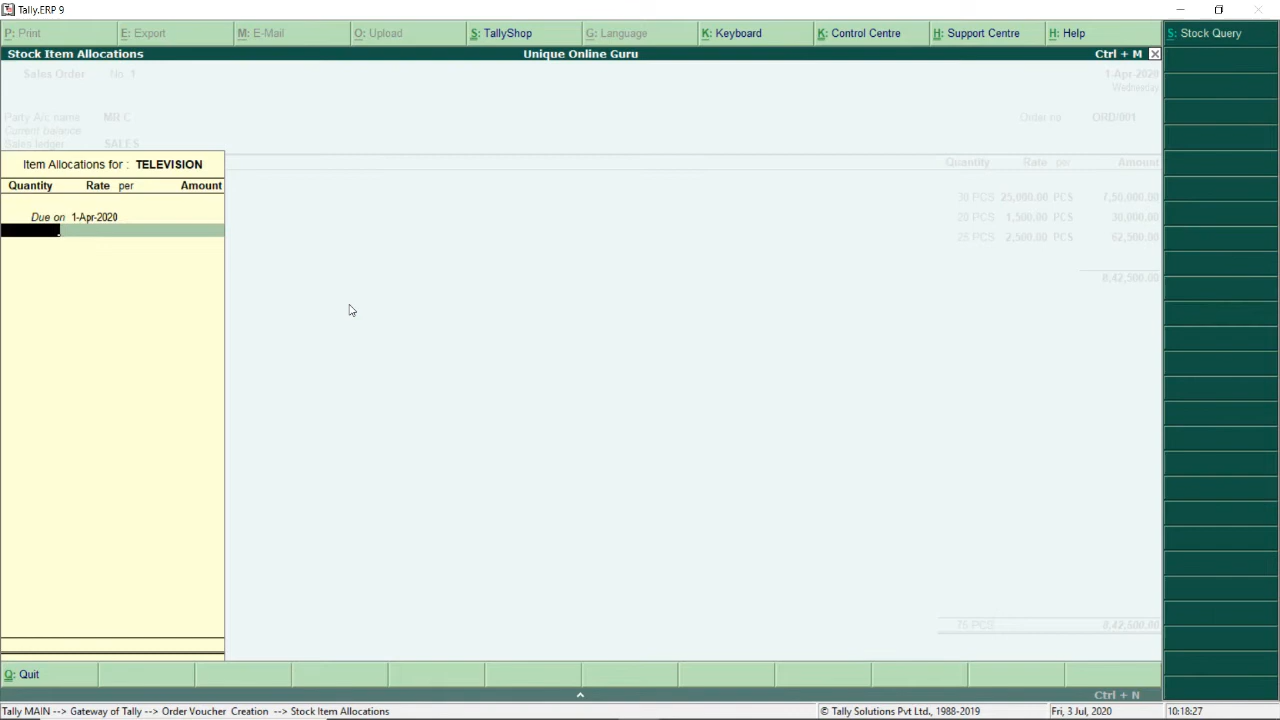 Tally.ERP 9
P: Print
E: Export
M: E-Mail
O: Upload
S: TallyShop
G: Language
K: Keyboard
K: Control Centre
H: Support Centre
H: Help
S: Stock Query
Stock Item Allocations
Unique Online Guru
Ctrl + M
Sales Order No. 1
1-Apr-2020
Wednesday
Party A/c name MR C
Order no ORD/001
Current balance
Sales ledger SALES
Item Allocations for : TELEVISION
Quantity Rate per Amount
Quantity Rate per Amount
30 PCS 25,000.00 PCS 7,50,000.00
Due on 1-Apr-2020
20 PCS 1,500.00 PCS 30,000.00
25 PCS 2,500.00 PCS 62,500.00
8,42,500.00
75 PCS 8,42,500.00
Q: Quit
Ctrl + N
Tally MAIN --> Gateway of Tally --> Order Voucher Creation --> Stock Item Allocations
© Tally Solutions Pvt Ltd., 1988-2019
Fri, 3 Jul, 2020
10:18:27